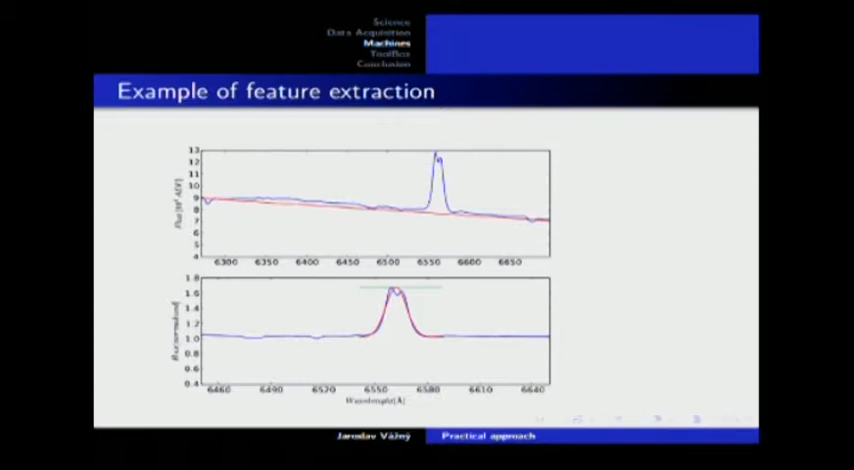 Science
Data Acquisition
Machines
ToolBox
Conclusion
Example of feature extraction
13
12
11
10
9
8
7
6
5
4
6300 6350 6400 6450 6500 6550 6600 6650
1.8
1.6
1.4
1.2
1.0
0.8
0.6
0.4
6460 6490 6520 6550 6580 6610 6640
Wavelength[Å]
Jaroslav Vážný Practical approach